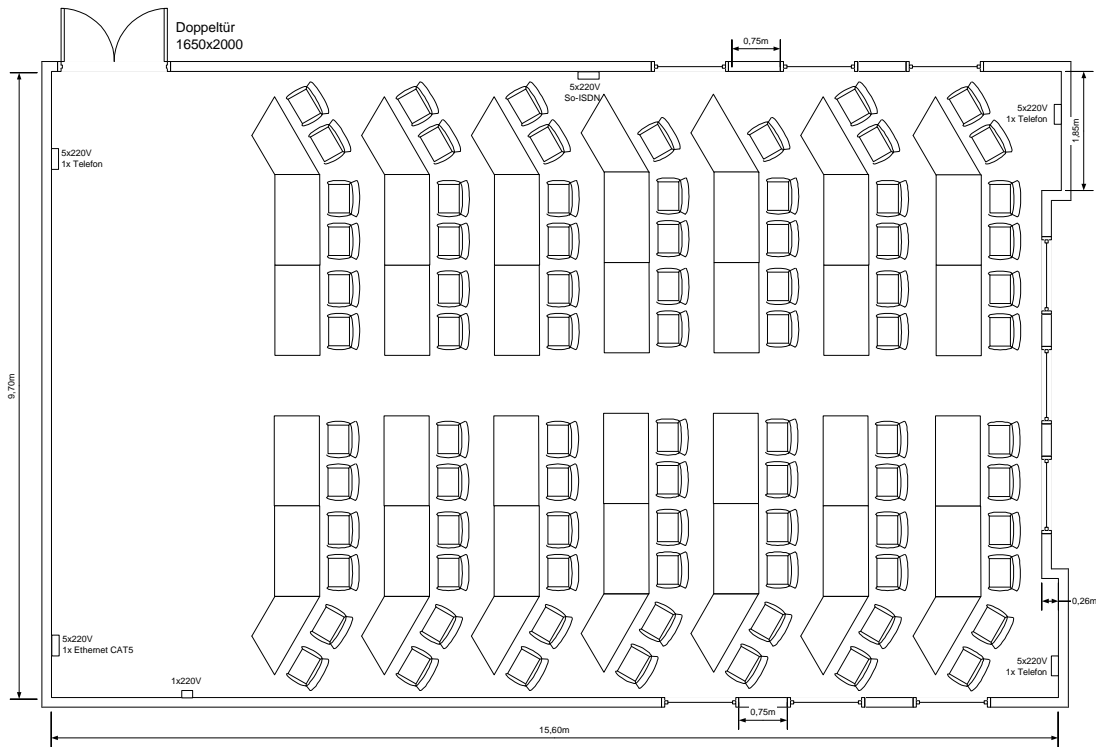 Doppeltür
1650x2000
0,75m
5x220V
So-ISDN
5x220V
1x Telefon
1,85m
5x220V
1x Telefon
9,70m
0,26m
5x220V
1x Ethernet CAT5
5x220V
1x Telefon
1x220V
0,75m
15,60m